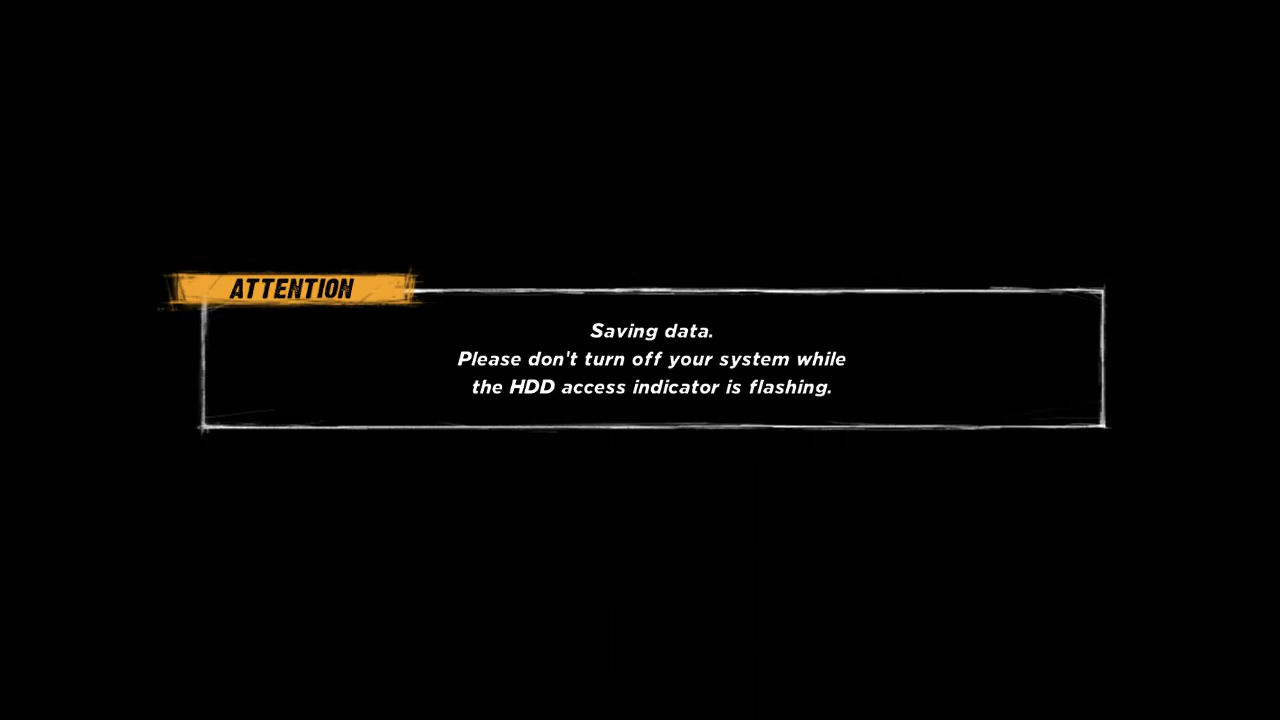 ATTENTION
Saving data.
Please don't turn off your system while
the HDD access indicator is flashing.